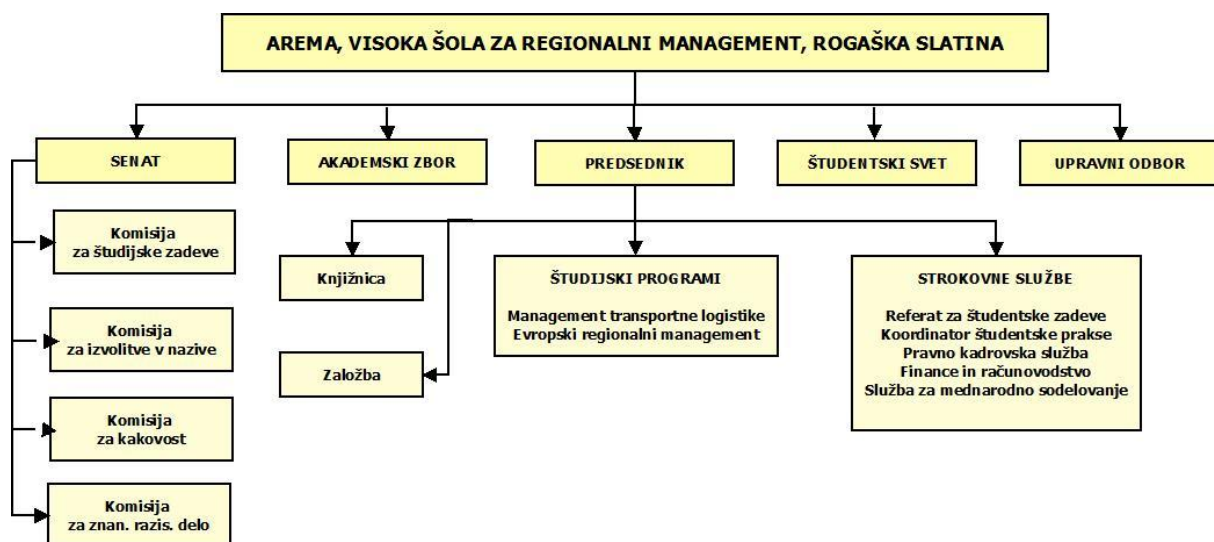 AREMA, VISOKA ŠOLA ZA REGIONALNI MANAGEMENT, ROGAŠKA SLATINA
SENAT
AKADEMSKI ZBOR
PREDSEDNIK
ŠTUDENTSKI SVET
UPRAVNI ODBOR
Komisija
za študijske zadeve
Komisija
za izvolitve v nazive
Komisija
za kakovost
Komisija
za znan. razis. delo
Knjižnica
Založba
ŠTUDIJSKI PROGRAMI
Management transportne logistike
Evropski regionalni management
STROKOVNE SLUŽBE
Referat za študentske zadeve
Koordinator študentske prakse
Pravno kadrovska služba
Finance in računovodstvo
Služba za mednarodno sodelovanje